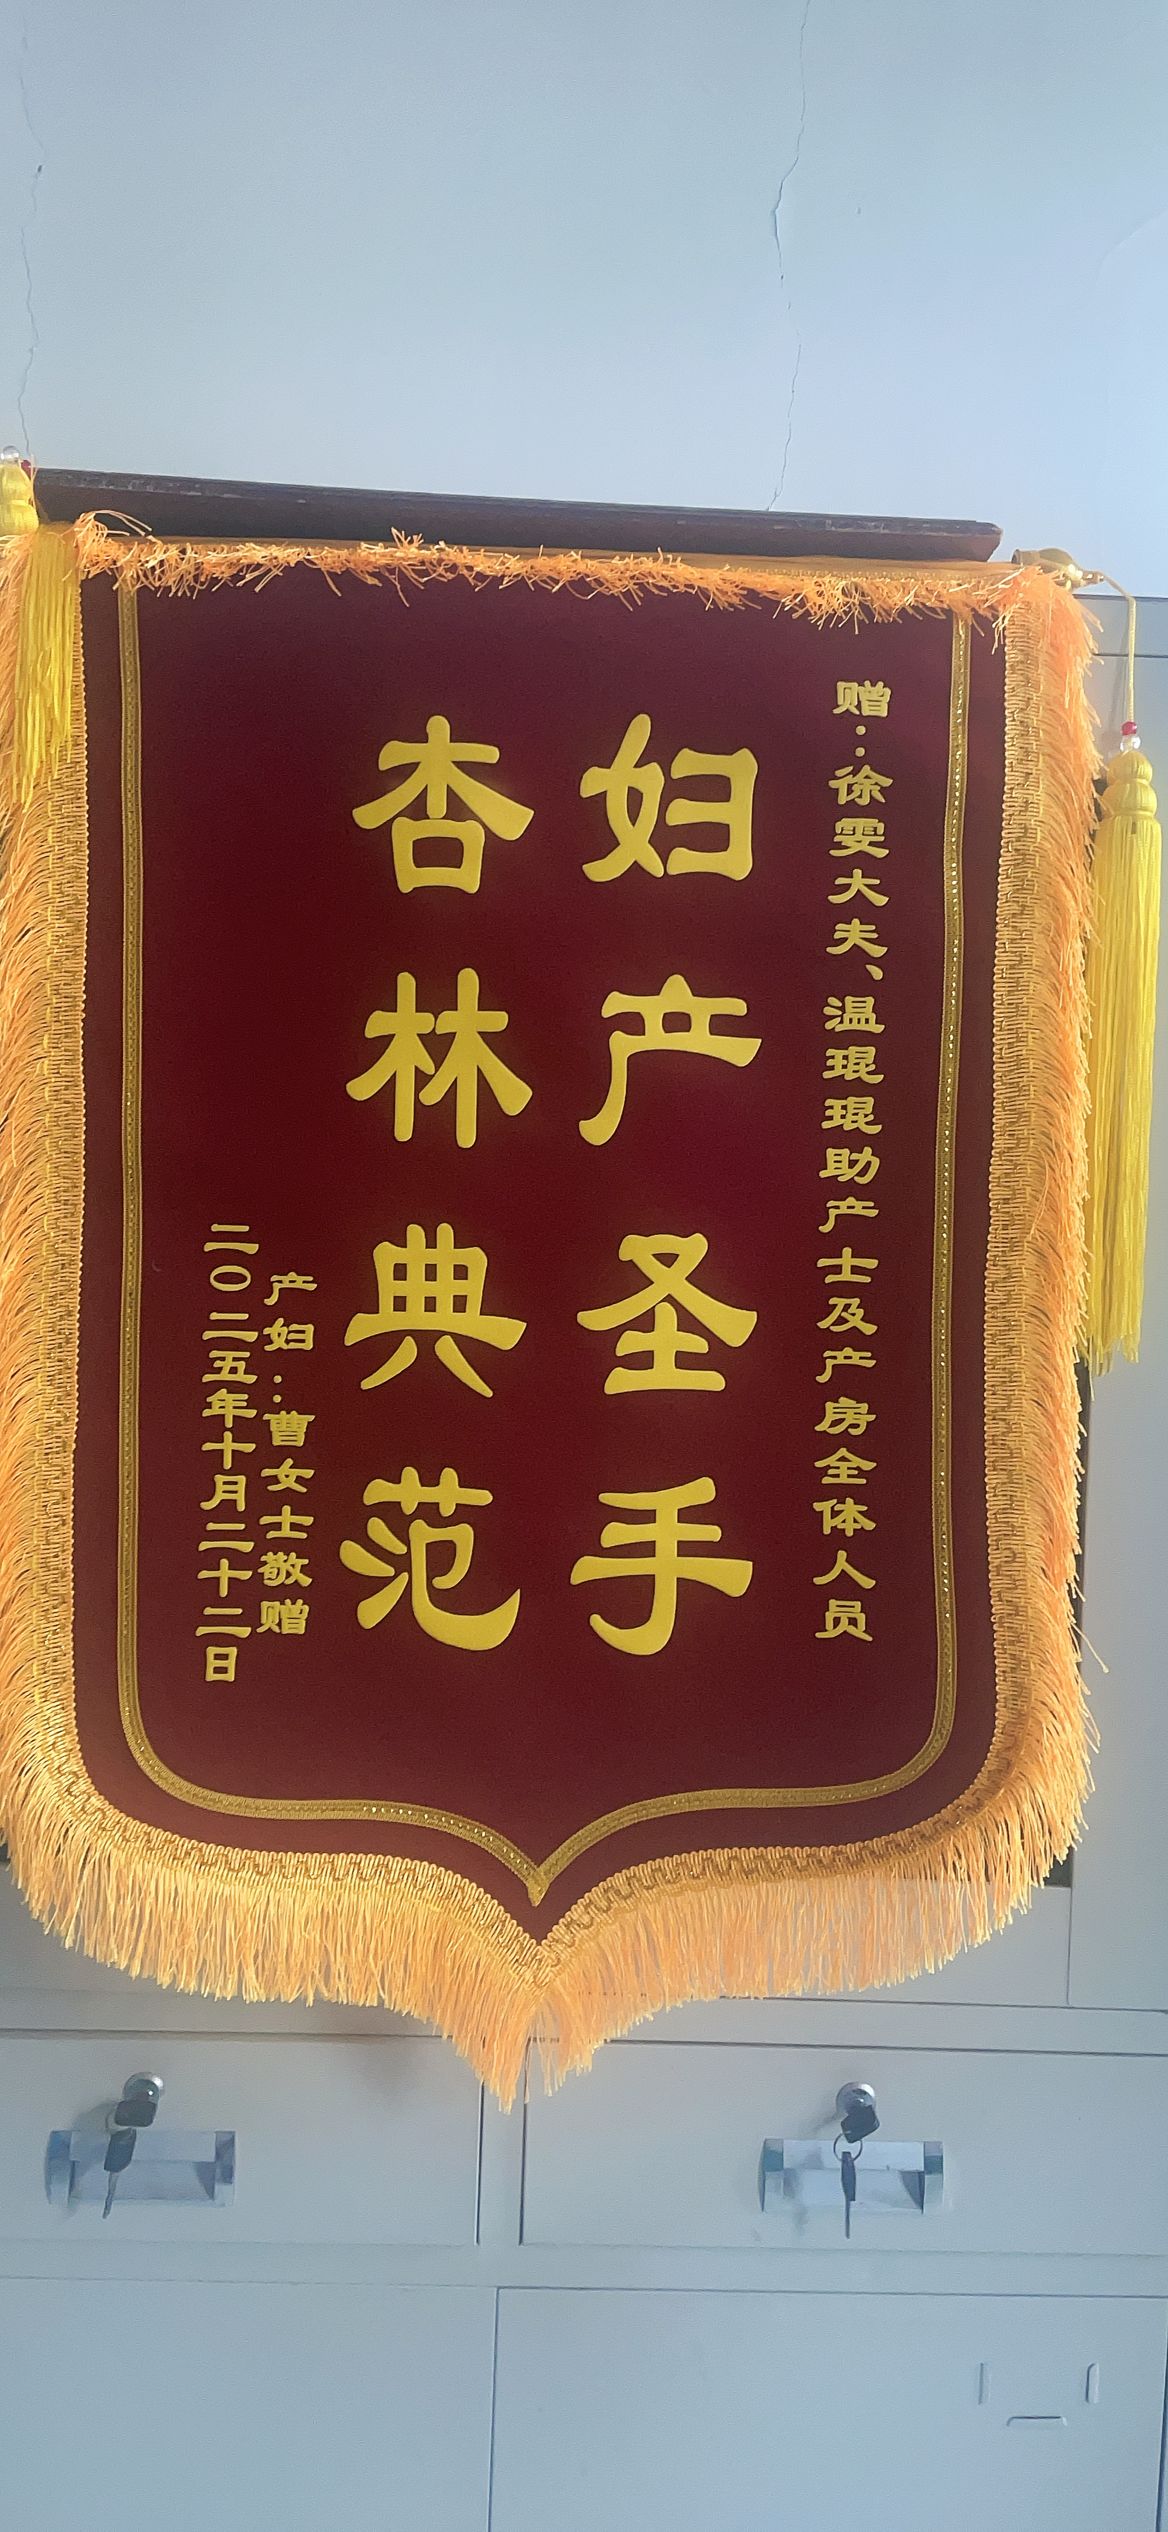 赠：徐雯大夫、温琨琨助产士及产房全体人员
妇产圣手
杏林典范
产妇：曹女士敬赠
二〇二五年十月二十二日